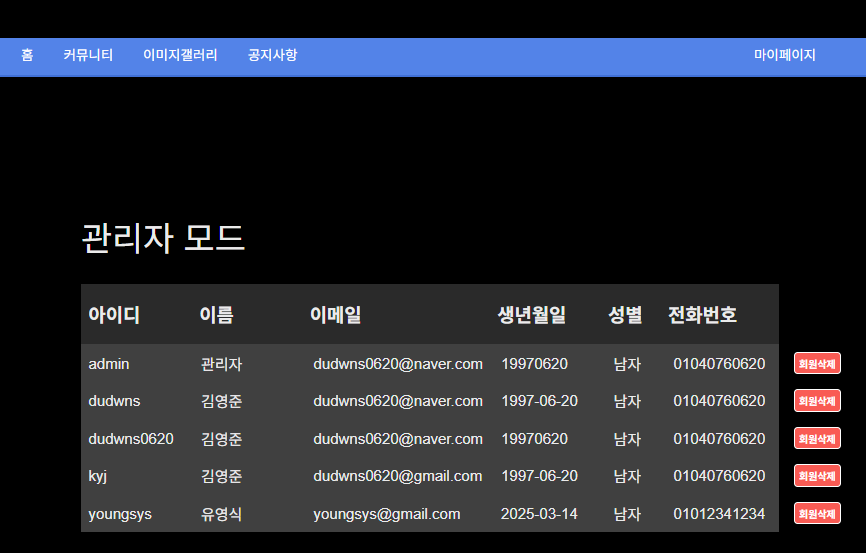 홈 커뮤니티 이미지갤러리 공지사항 마이페이지
관리자 모드
아이디 이름 이메일 생년월일 성별 전화번호
admin 관리자 dudwns0620@naver.com 19970620 남자 01040760620 회원삭제
dudwns 김영준 dudwns0620@naver.com 1997-06-20 남자 01040760620 회원삭제
dudwns0620 김영준 dudwns0620@naver.com 19970620 남자 01040760620 회원삭제
kyj 김영준 dudwns0620@gmail.com 1997-06-20 남자 01040760620 회원삭제
youngsys 유영식 youngsys@gmail.com 2025-03-14 남자 01012341234 회원삭제